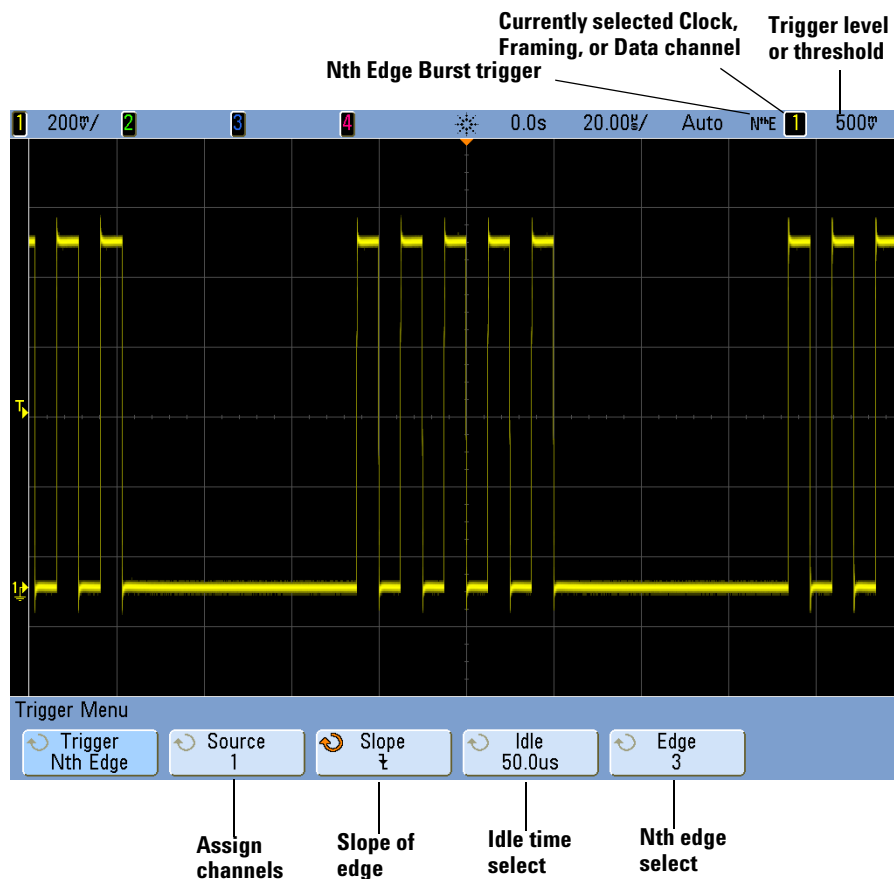 Currently selected Clock,
Framing, or Data channel
Trigger level
or threshold
Nth Edge Burst trigger
1 200mV/ 2 3 4 0.0s 20.00µs/ Auto NthE 1 500mV
T
1
Trigger Menu
Trigger
Nth Edge
Source
1
Slope
Idle
50.0us
Edge
3
Assign
channels
Slope of
edge
Idle time
select
Nth edge
select